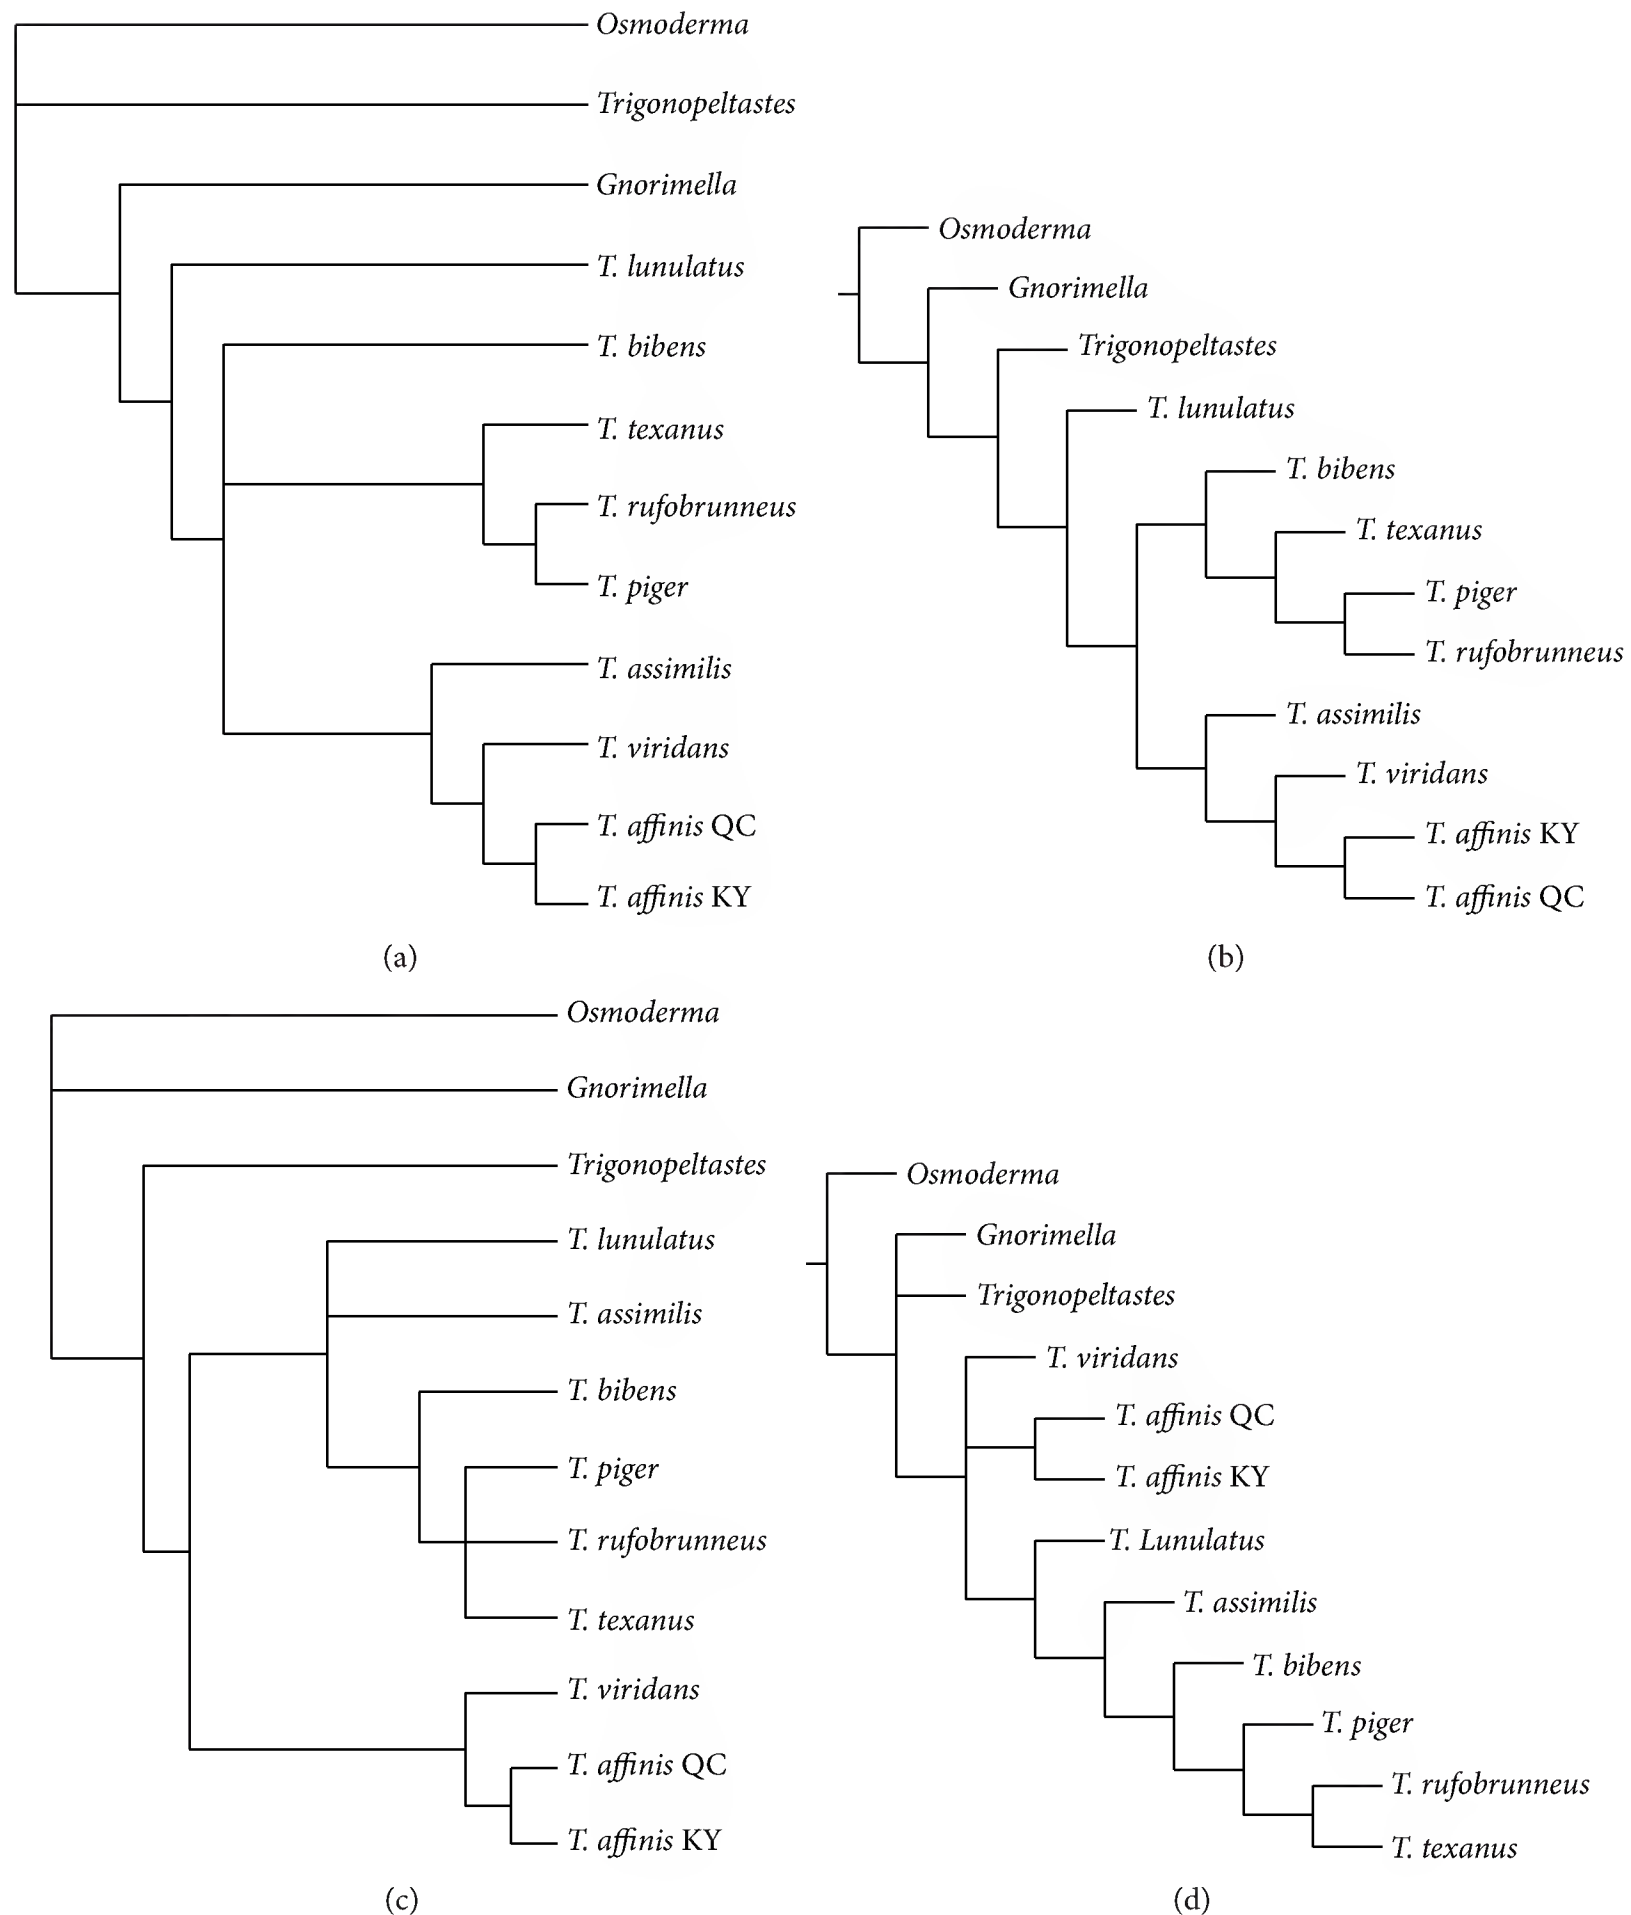 Osmoderma
Trigonopeltastes
Gnorimella
T. lunulatus
T. bibens
T. texanus
T. rufobrunneus
T. piger
T. assimilis
T. viridans
T. affinis QC
T. affinis KY
(a)
Osmoderma
Gnorimella
Trigonopeltastes
T. lunulatus
T. bibens
T. texanus
T. piger
T. rufobrunneus
T. assimilis
T. viridans
T. affinis KY
T. affinis QC
(b)
Osmoderma
Gnorimella
Trigonopeltastes
T. lunulatus
T. assimilis
T. bibens
T. piger
T. rufobrunneus
T. texanus
T. viridans
T. affinis QC
T. affinis KY
(c)
Osmoderma
Gnorimella
Trigonopeltastes
T. viridans
T. affinis QC
T. affinis KY
T. Lunulatus
T. assimilis
T. bibens
T. piger
T. rufobrunneus
T. texanus
(d)